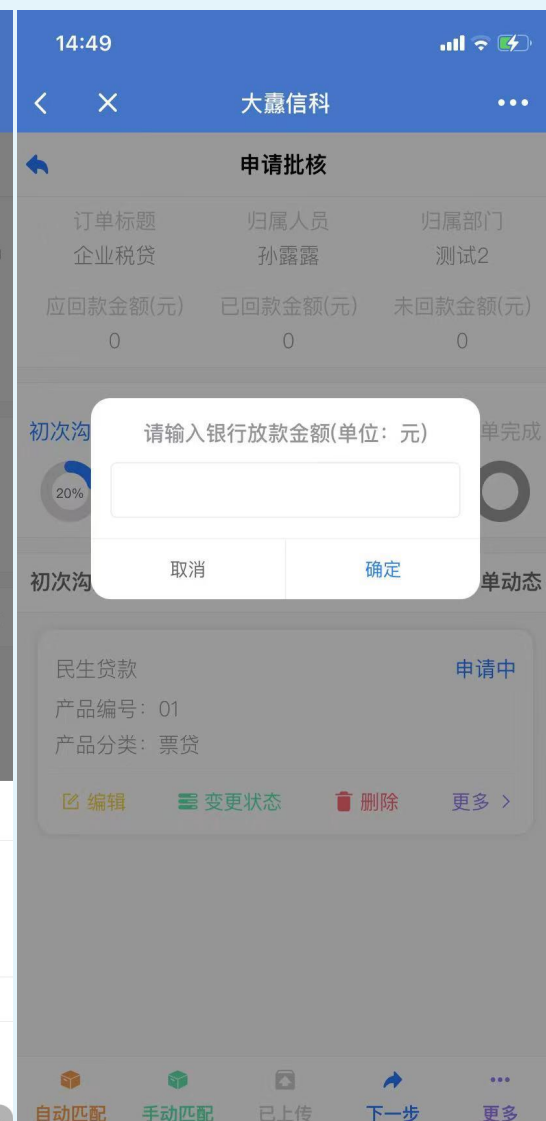 14:49
大纛信科
申请批核
订单标题 归属人员 归属部门
企业税贷 孙露露 测试2
应回款金额(元) 已回款金额(元) 未回款金额(元)
0 0 0
初次沟 单完成
请输入银行放款金额(单位：元)
20%
取消 确定
初次沟 单动态
民生贷款 申请中
产品编号：01
产品分类：票贷
编辑 变更状态 删除 更多 >
自动匹配 手动匹配 已上传 下一步 更多